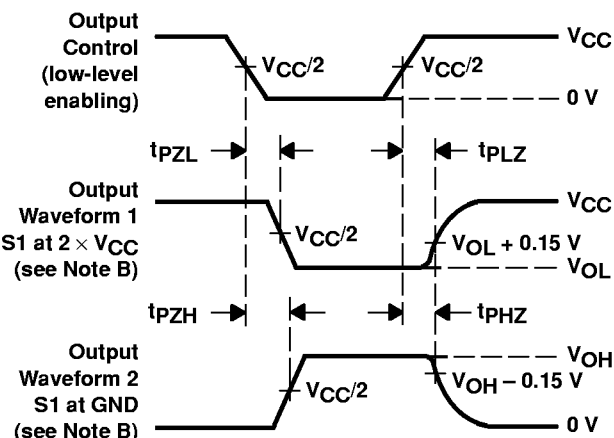 Output
Control
(low-level
enabling)
VCC/2
VCC/2
VCC
0 V
tPZL
tPLZ
Output
Waveform 1
S1 at 2 × VCC
(see Note B)
VCC/2
VCC
VOL + 0.15 V
VOL
tPZH
tPHZ
Output
Waveform 2
S1 at GND
(see Note B)
VCC/2
VOH
VOH – 0.15 V
0 V